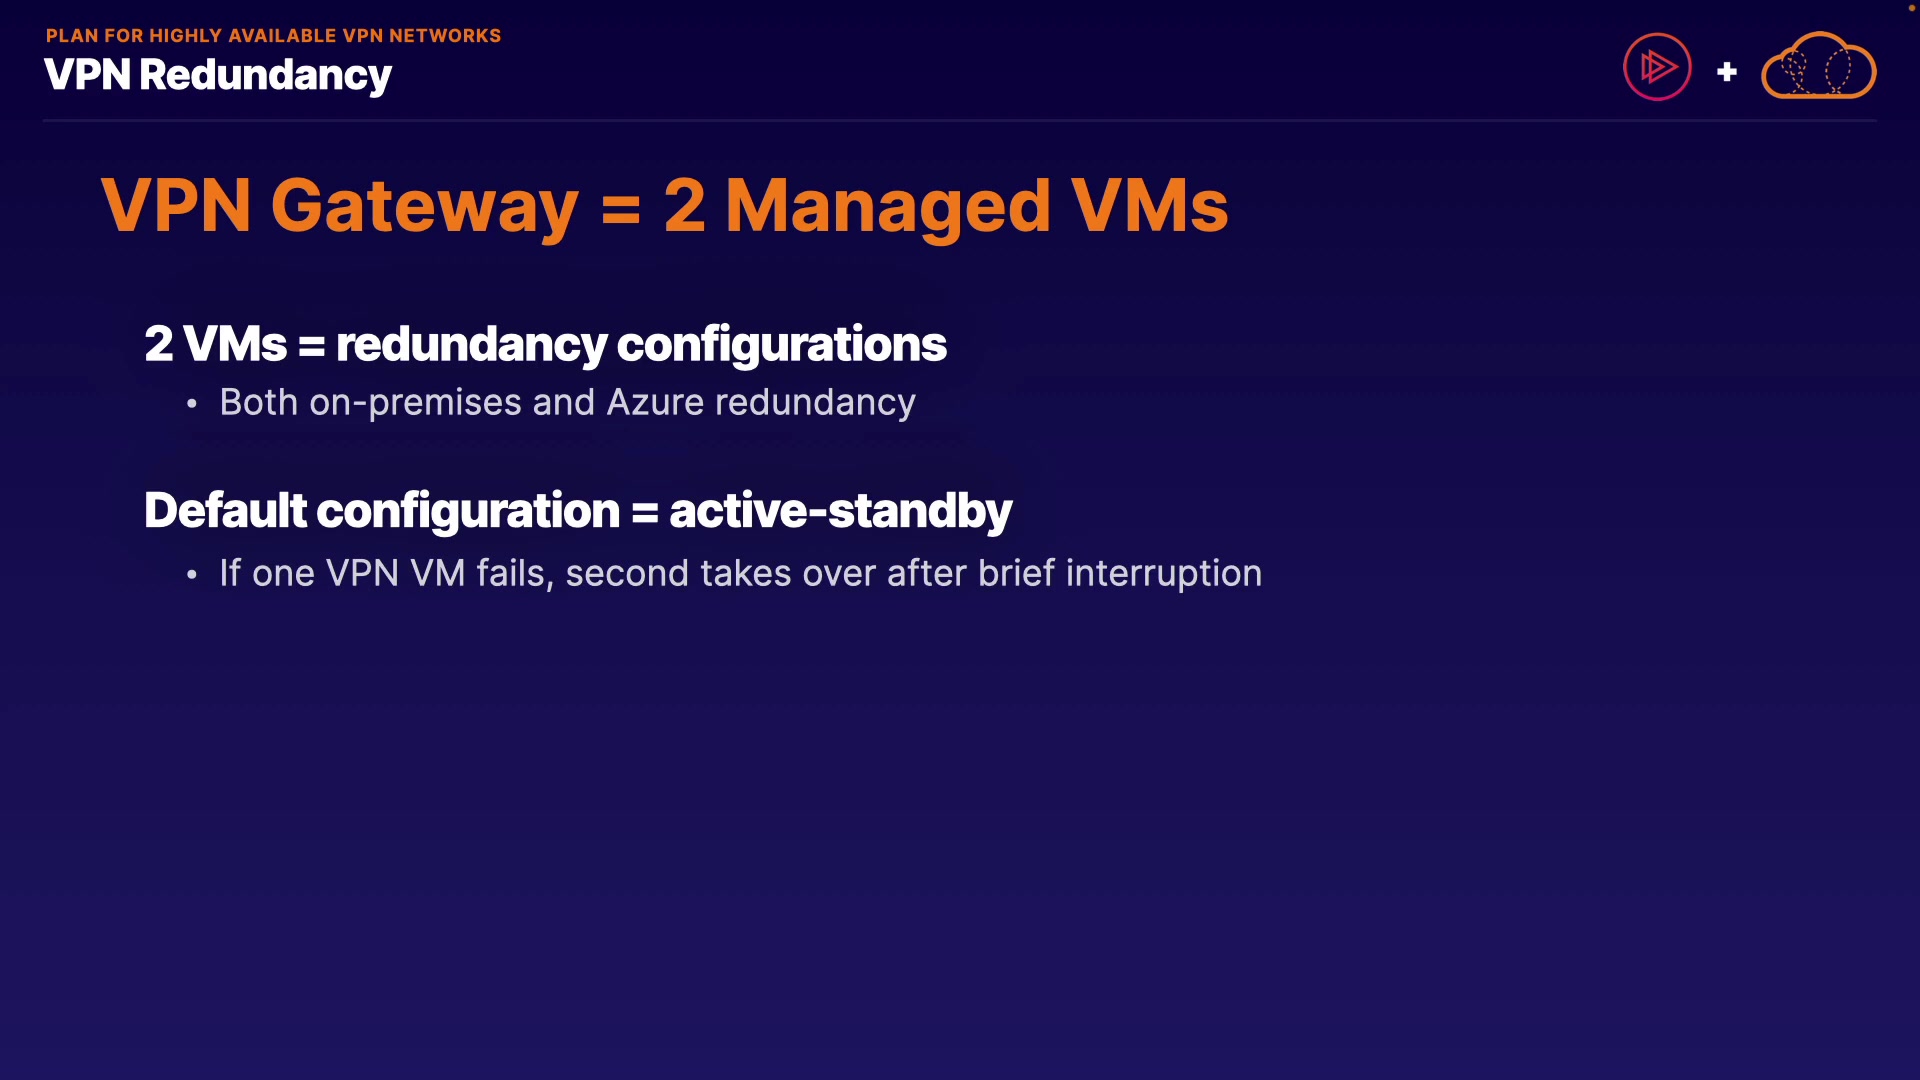 PLAN FOR HIGHLY AVAILABLE VPN NETWORKS
VPN Redundancy
+
VPN Gateway = 2 Managed VMs
2 VMs = redundancy configurations
• Both on-premises and Azure redundancy
Default configuration = active-standby
• If one VPN VM fails, second takes over after brief interruption